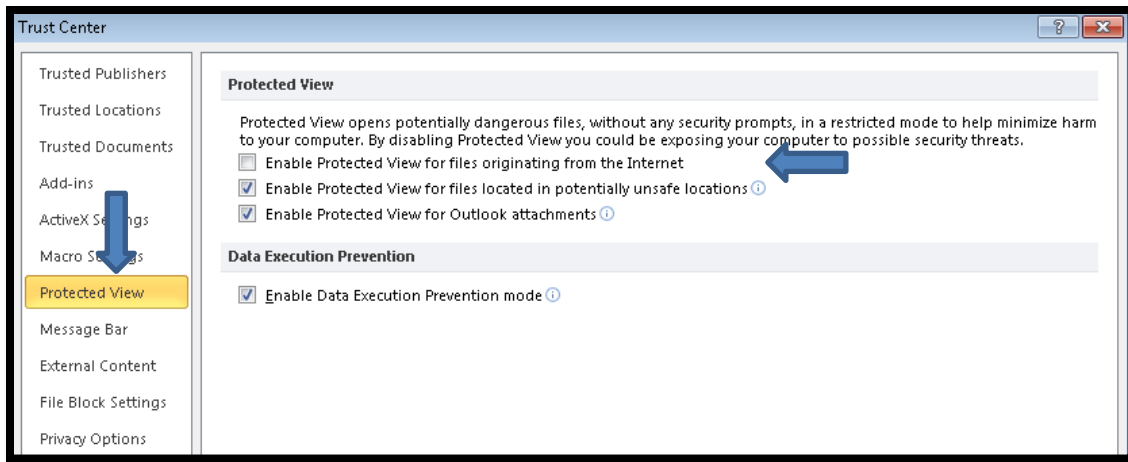 Trust Center
Trusted Publishers
Trusted Locations
Trusted Documents
Add-ins
ActiveX
Macro
Protected View
Message Bar
External Content
File Block Settings
Privacy Options
Protected View
Protected View opens potentially dangerous files, without any security prompts, in a restricted mode to help minimize harm
to your computer. By disabling Protected View you could be exposing your computer to possible security threats.
Enable Protected View for files originating from the Internet
Enable Protected View for files located in potentially unsafe locations
Enable Protected View for Outlook attachments
Data Execution Prevention
Enable Data Execution Prevention mode